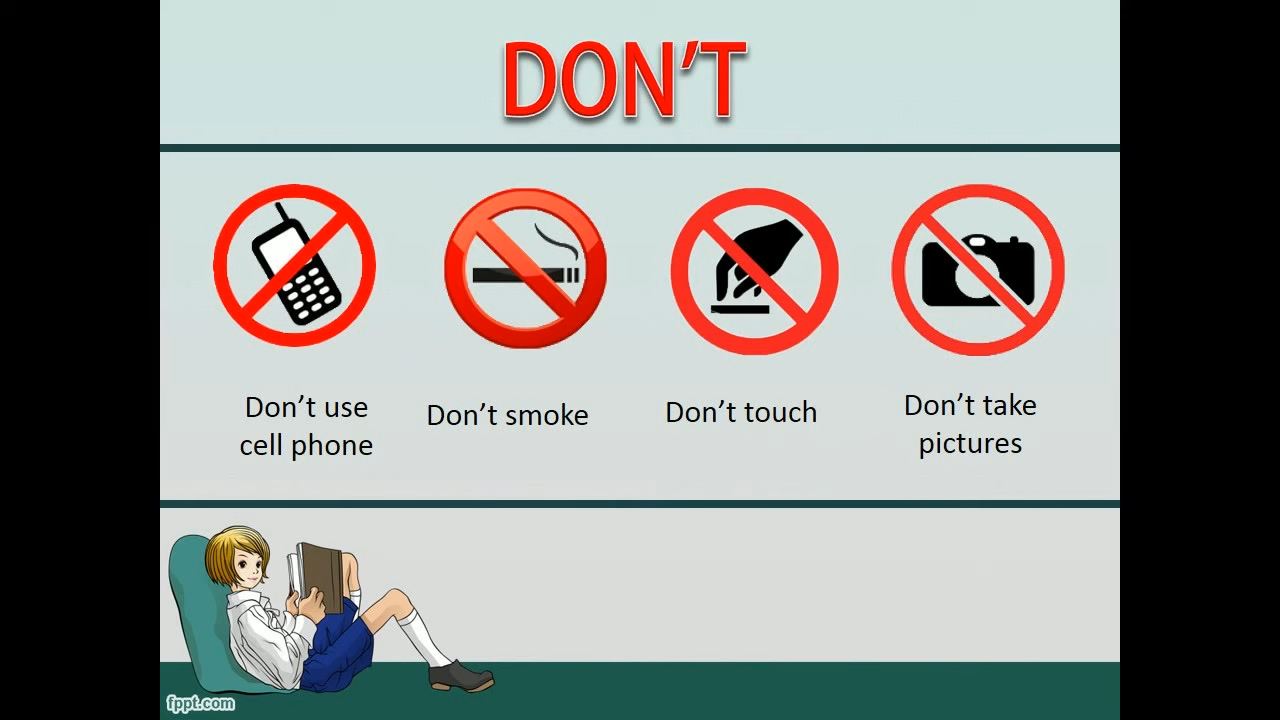 DON’T
Don’t use
cell phone
Don’t smoke
Don’t touch
Don’t take
pictures
fppt.com